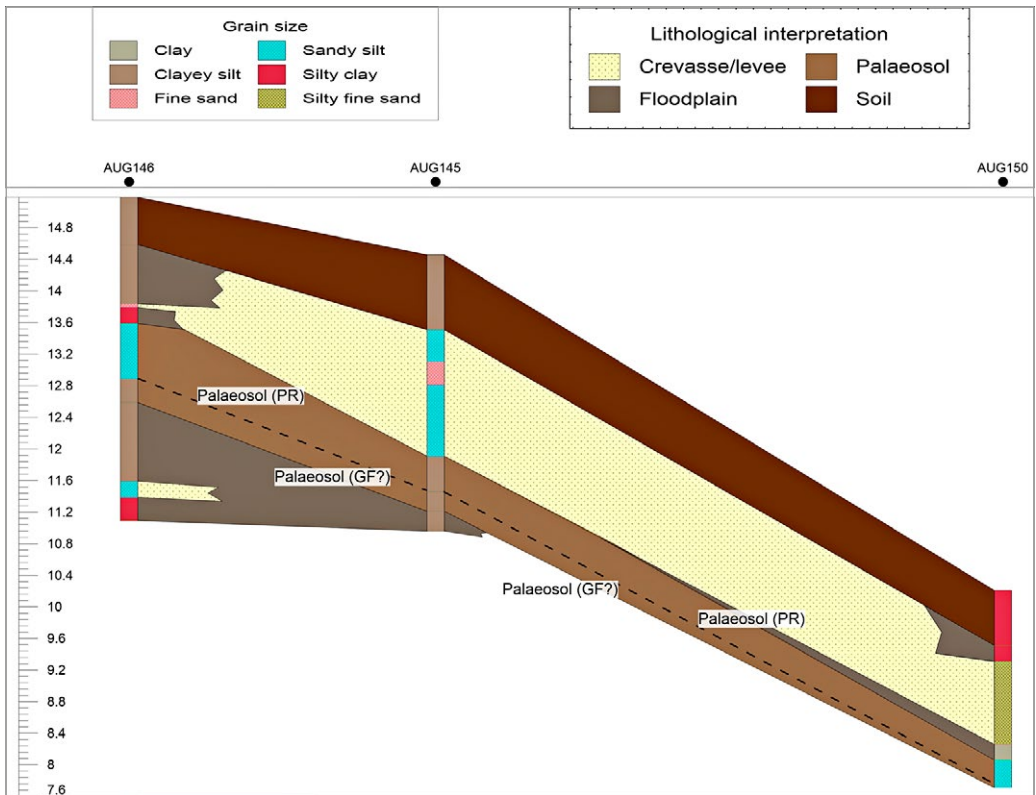 Grain size
Clay
Sandy silt
Clayey silt
Silty clay
Fine sand
Silty fine sand
Lithological interpretation
Crevasse/levee
Palaeosol
Floodplain
Soil
AUG146
AUG145
AUG150
14.8
14.4
14
13.6
13.2
12.8
12.4
12
11.6
11.2
10.8
10.4
10
9.6
9.2
8.8
8.4
8
7.6
Palaeosol (PR)
Palaeosol (GF?)
Palaeosol (GF?)
Palaeosol (PR)